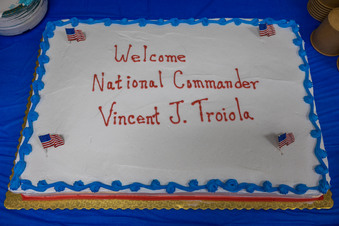 Welcome
National Commander
Vincent J. Troiola